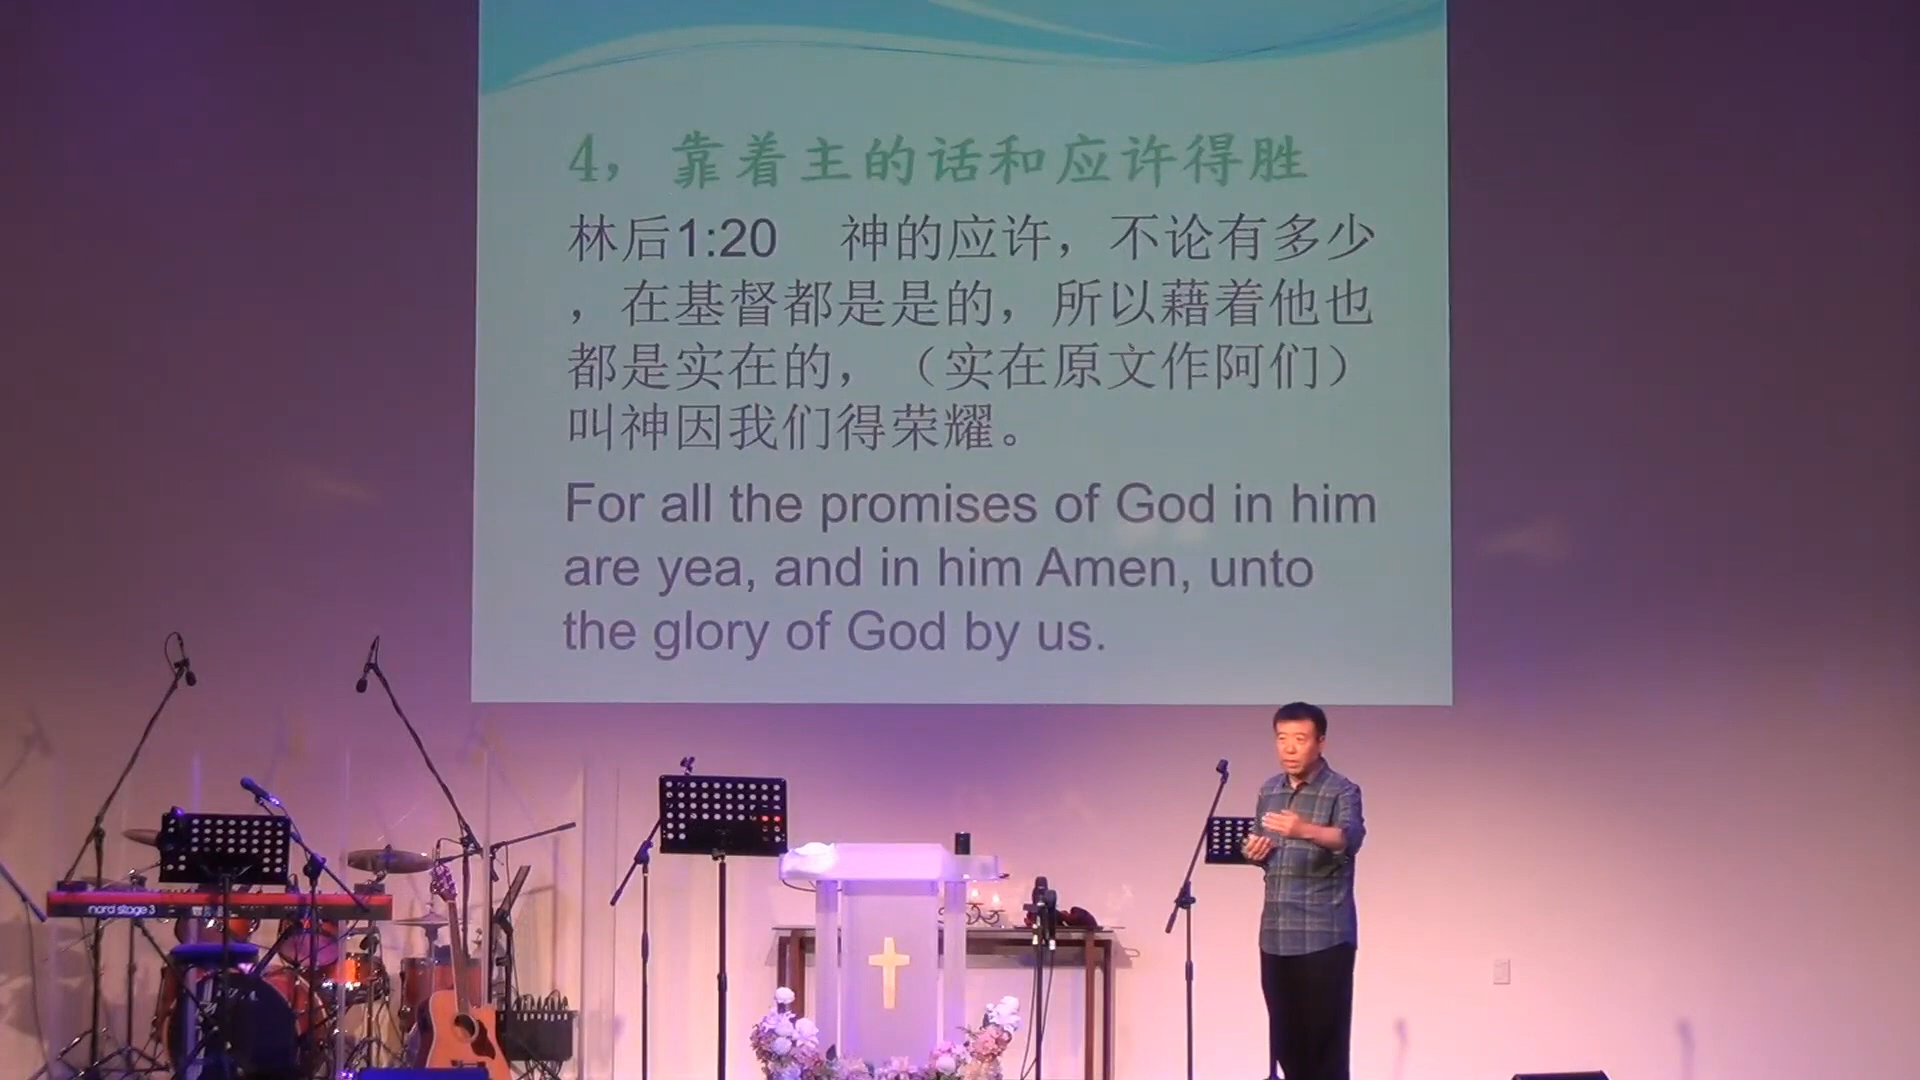 4，靠着主的话和应许得胜
林后1:20 神的应许，不论有多少
，在基督都是是的，所以藉着他也
都是实在的，（实在原文作阿们）
叫神因我们得荣耀。
For all the promises of God in him
are yea, and in him Amen, unto
the glory of God by us.
nord stage 3